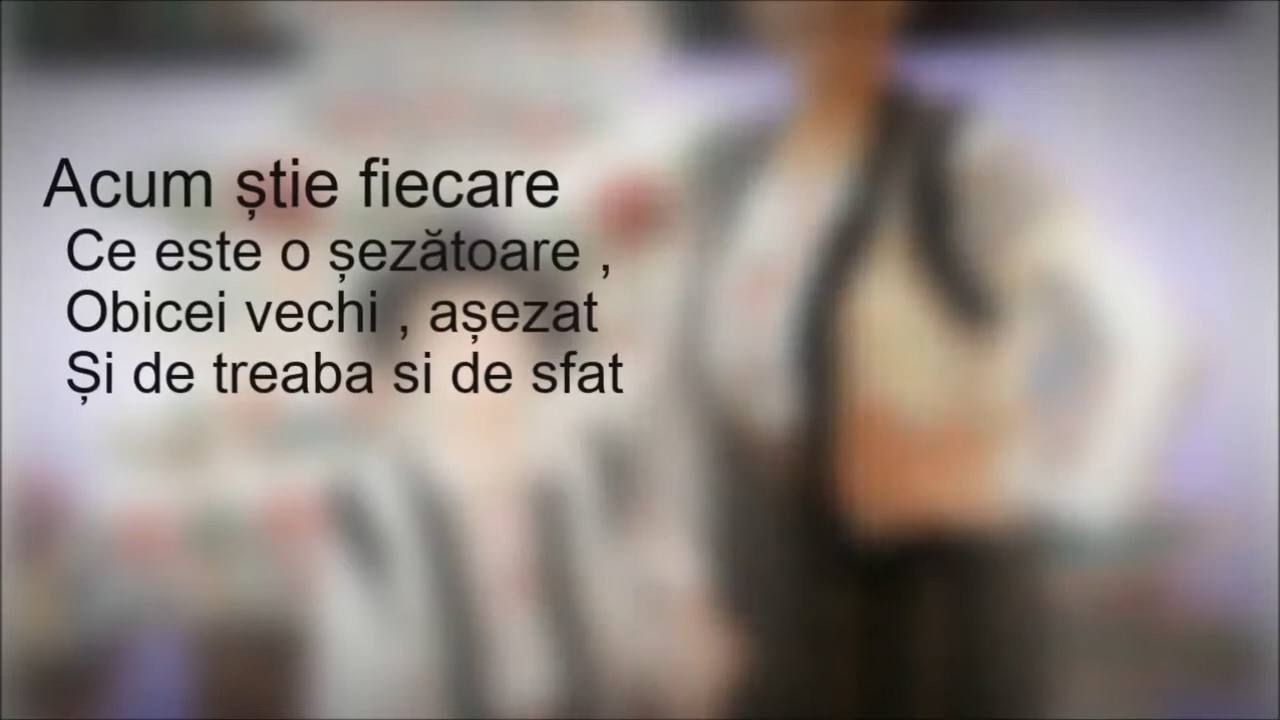 Acum știe fiecare
Ce este o șezătoare ,
Obicei vechi , așezat
Și de treaba si de sfat